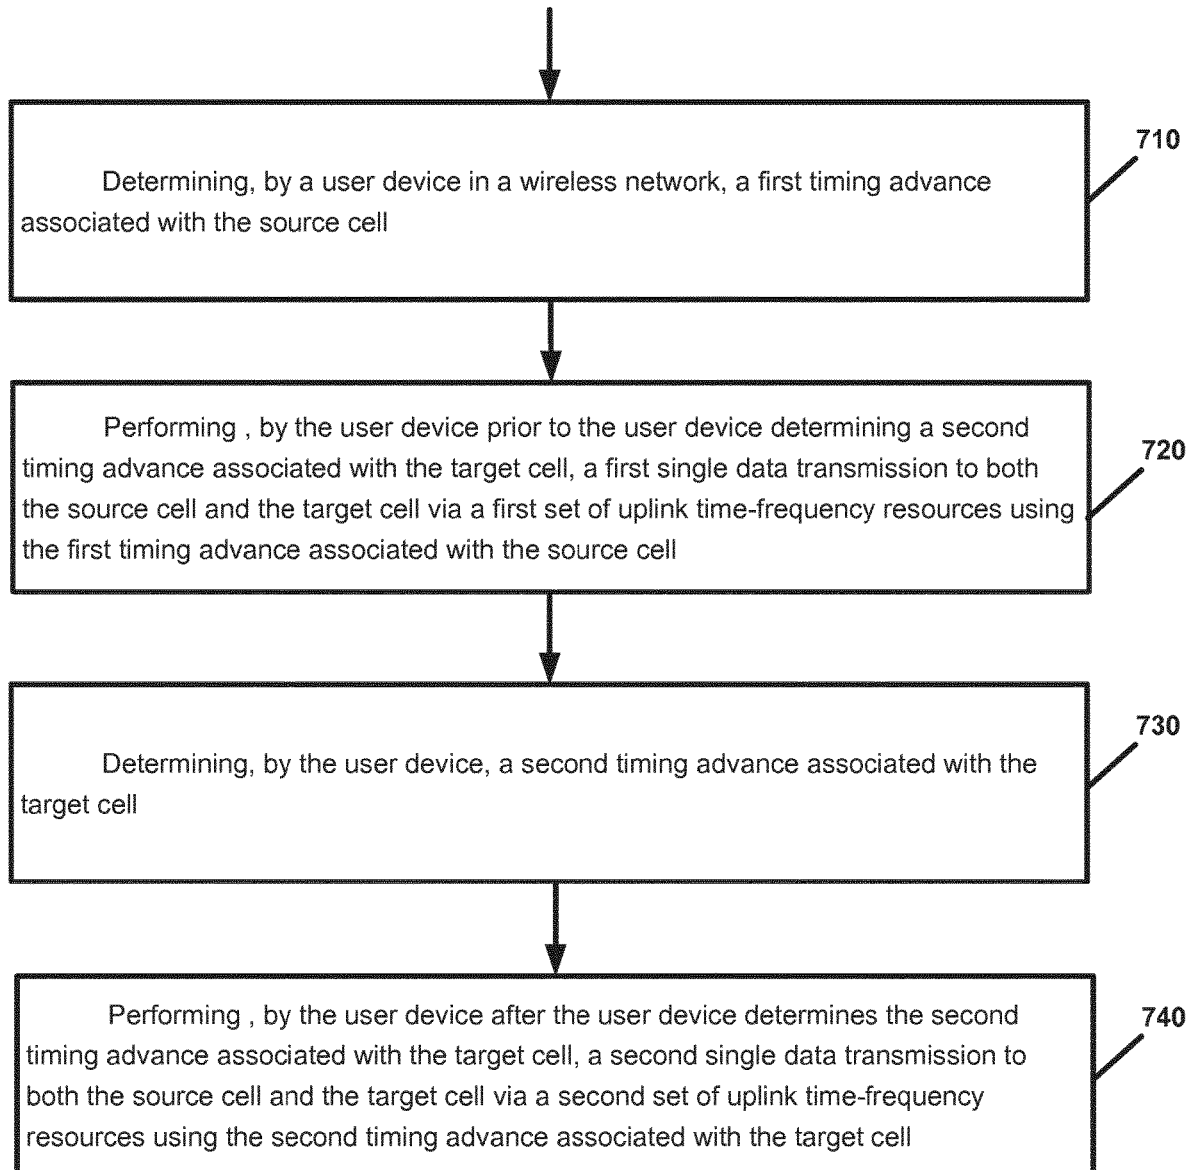 710
Determining, by a user device in a wireless network, a first timing advance
associated with the source cell
Performing , by the user device prior to the user device determining a second
timing advance associated with the target cell, a first single data transmission to both
the source cell and the target cell via a first set of uplink time-frequency resources using
the first timing advance associated with the source cell
720
Determining, by the user device, a second timing advance associated with the
target cell
730
Performing , by the user device after the user device determines the second
timing advance associated with the target cell, a second single data transmission to
both the source cell and the target cell via a second set of uplink time-frequency
resources using the second timing advance associated with the target cell
740